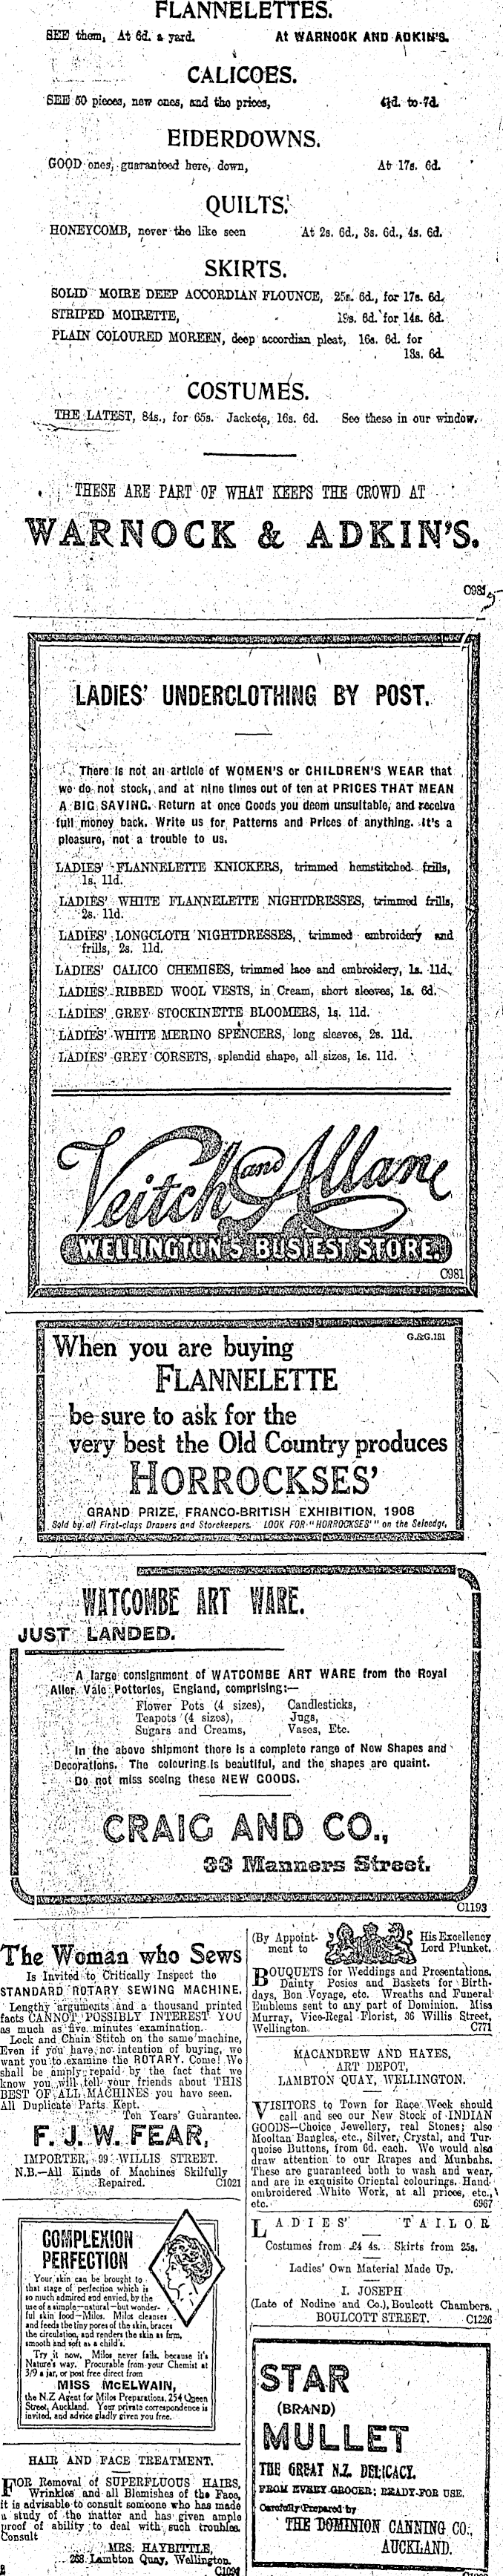 FLANNELETTES.
SEE them, At 6d. a yard. At WARNOCK AND ADKIN'S.
CALICOES.
SEE 50 pieces, new ones, and the prices, 4½d. to 7d.
EIDERDOWNS.
GOOD ones, guaranteed here, down, At 17s. 6d.
QUILTS.
HONEYCOMB, never the like seen At 2s. 6d., 3s. 6d., 4s. 6d.
SKIRTS.
SOLID MOIRE DEEP ACCORDIAN FLOUNCE, 25s. 6d., for 17s. 6d.
STRIPED MOIRETTE, 19s. 6d. for 14s. 6d.
PLAIN COLOURED MOREEN, deep accordian pleat, 16s. 6d. for
13s. 6d.
COSTUMES.
THE LATEST, 84s., for 65s. Jackets, 16s. 6d. See these in our window.
THESE ARE PART OF WHAT KEEPS THE CROWD AT
WARNOCK & ADKIN'S.
C981
LADIES' UNDERCLOTHING BY POST.
There is not an article of WOMEN'S or CHILDREN'S WEAR that
we do not stock, and at nine times out of ten at PRICES THAT MEAN
A BIG SAVING. Return at once Goods you deem unsuitable, and receive
full money back. Write us for Patterns and Prices of anything. It's a
pleasure, not a trouble to us.
LADIES' FLANNELETTE KNICKERS, trimmed hemstitched frills,
1s. 11d.
LADIES' WHITE FLANNELETTE NIGHTDRESSES, trimmed frills,
2s. 11d.
LADIES' LONGCLOTH NIGHTDRESSES, trimmed embroidery and
frills, 2s. 11d.
LADIES' CALICO CHEMISES, trimmed lace and embroidery, 1s. 11d.
LADIES' RIBBED WOOL VESTS, in Cream, short sleeves, 1s. 6d.
LADIES' GREY STOCKINETTE BLOOMERS, 1s. 11d.
LADIES' WHITE MERINO SPENCERS, long sleeves, 2s. 11d.
LADIES' GREY CORSETS, splendid shape, all sizes, 1s. 11d.
Veitch and Allan
WELLINGTON'S BUSIEST STORE.
C981
When you are buying G.&G.131
FLANNELETTE
be sure to ask for the
very best the Old Country produces
HORROCKSES'
GRAND PRIZE, FRANCO-BRITISH EXHIBITION, 1908
Sold by all First-class Drapers and Storekeepers. LOOK FOR "HORROCKSES'" on the Selvedge.
WATCOMBE ART WARE.
JUST LANDED.
A large consignment of WATCOMBE ART WARE from the Royal
Aller Vale Potteries, England, comprising:—
Flower Pots (4 sizes), Candlesticks,
Teapots (4 sizes), Jugs,
Sugars and Creams, Vases, Etc.
In the above shipment there is a complete range of New Shapes and
Decorations. The colouring is beautiful, and the shapes are quaint.
Do not miss seeing these NEW GOODS.
CRAIG AND CO.,
33 Manners Street.
C1193
The Woman who Sews
Is Invited to Critically Inspect the
STANDARD ROTARY SEWING MACHINE.
Lengthy arguments and a thousand printed
facts CANNOT POSSIBLY INTEREST YOU
as much as five minutes examination.
Lock and Chain Stitch on the same machine,
Even if you have no intention of buying, we
want you to examine the ROTARY. Come! We
shall be amply repaid by the fact that we
know you will tell your friends about THIS
BEST OF ALL MACHINES you have seen.
All Duplicate Parts Kept.
Ten Years' Guarantee.
F. J. W. FEAR,
IMPORTER, 99 WILLIS STREET.
N.B.—All Kinds of Machines Skilfully
Repaired. C1021
COMPLEXION
PERFECTION
Your skin can be brought to
that stage of perfection which is
so much admired and envied, by the
use of a simple—natural—but wonder-
ful skin food—Milos. Milos cleanses
and feeds the tiny pores of the skin, braces
the circulation, and renders the skin as firm,
smooth and soft as a child's.
Try it now. Milos never fails, because it's
Nature's way. Procurable from your Chemist at
3/9 a jar, or post free direct from
MISS McELWAIN,
the N.Z. Agent for Milos Preparations, 254 Queen
Street, Auckland. Your private correspondence is
invited, and advice gladly given you free.
HAIR AND FACE TREATMENT.
FOR Removal of SUPERFLUOUS HAIRS,
Wrinkles and all Blemishes of the Face,
it is advisable to consult someone who has made
a study of the matter and has given ample
proof of ability to deal with such troubles.
Consult
MRS. HAYBITTLE,
268 Lambton Quay, Wellington.
(By Appoint- His Excellency
ment to Lord Plunket.
BOUQUETS for Weddings and Presentations.
Dainty Posies and Baskets for Birth-
days, Bon Voyage, etc. Wreaths and Funeral
Emblems sent to any part of Dominion. Miss
Murray, Vice-Regal Florist, 36 Willis Street,
Wellington. C771
MACANDREW AND HAYES,
ART DEPOT,
LAMBTON QUAY, WELLINGTON.
VISITORS to Town for Race Week should
call and see our New Stock of INDIAN
GOODS—Choice Jewellery, real Stones; also
Mooltan Bangles, etc., Silver, Crystal, and Tur-
quoise Buttons, from 6d. each. We would also
draw attention to our Rrapes and Munbahs.
These are guaranteed both to wash and wear,
and are in exquisite Oriental colourings. Hand-
embroidered White Work, at all prices, etc.,
etc. 6967
LADIES' TAILOR
Costumes from £4 4s. Skirts from 25s.
Ladies' Own Material Made Up.
I. JOSEPH
(Late of Nodine and Co.), Boulcott Chambers.
BOULCOTT STREET. C1226
STAR
(BRAND)
MULLET
THE GREAT N.Z. DELICACY.
FROM EVERY GROCER; READY FOR USE.
Carefully Prepared by
THE DOMINION CANNING CO.,
AUCKLAND.